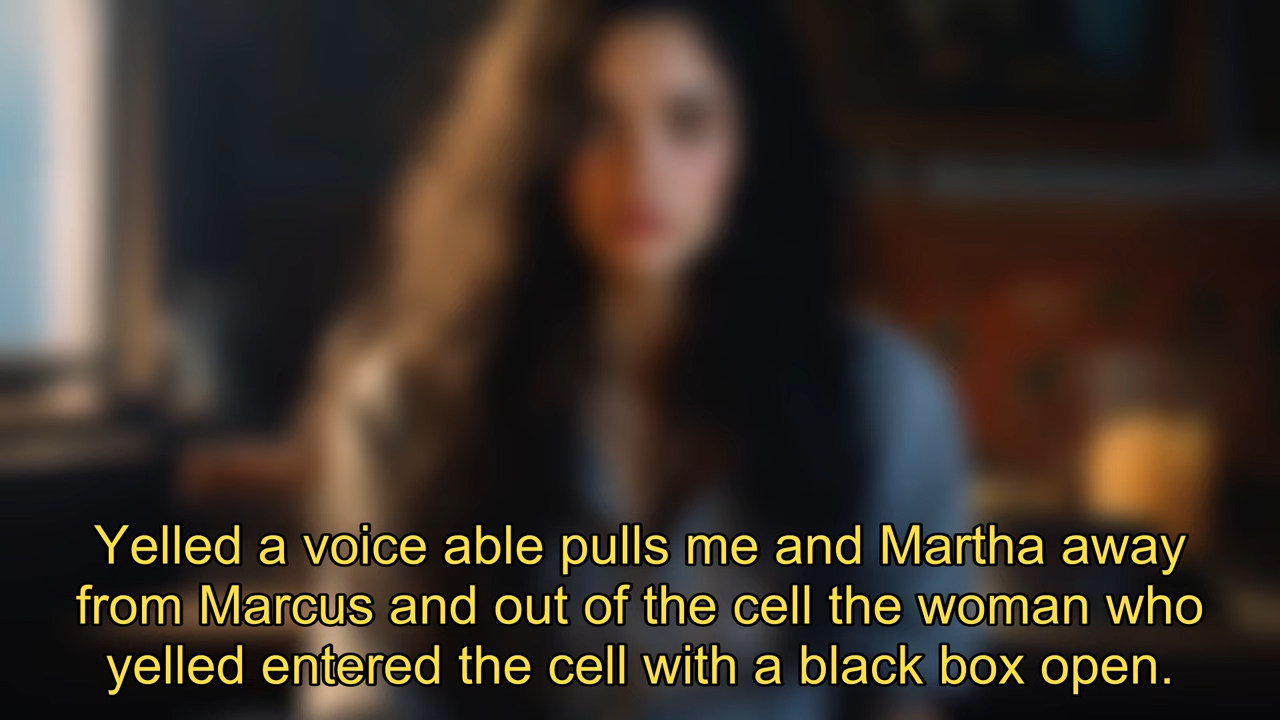 Yelled a voice able pulls me and Martha away
from Marcus and out of the cell the woman who
yelled entered the cell with a black box open.